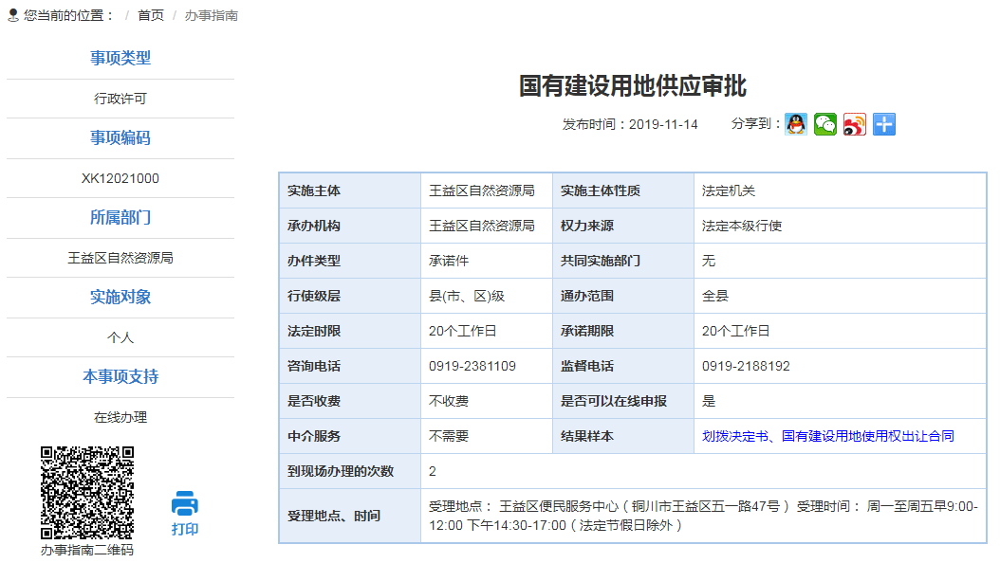 您当前的位置： / 首页 / 办事指南
事项类型
行政许可
事项编码
XK12021000
所属部门
王益区自然资源局
实施对象
个人
本事项支持
在线办理
办事指南二维码
打印
国有建设用地供应审批
发布时间：2019-11-14 分享到：
实施主体 王益区自然资源局 实施主体性质 法定机关
承办机构 王益区自然资源局 权力来源 法定本级行使
办件类型 承诺件 共同实施部门 无
行使级层 县(市、区)级 通办范围 全县
法定时限 20个工作日 承诺期限 20个工作日
咨询电话 0919-2381109 监督电话 0919-2188192
是否收费 不收费 是否可以在线申报 是
中介服务 不需要 结果样本 划拨决定书、国有建设用地使用权出让合同
到现场办理的次数 2
受理地点、时间 受理地点： 王益区便民服务中心（铜川市王益区五一路47号） 受理时间： 周一至周五早9:00-
12:00 下午14:30-17:00（法定节假日除外）